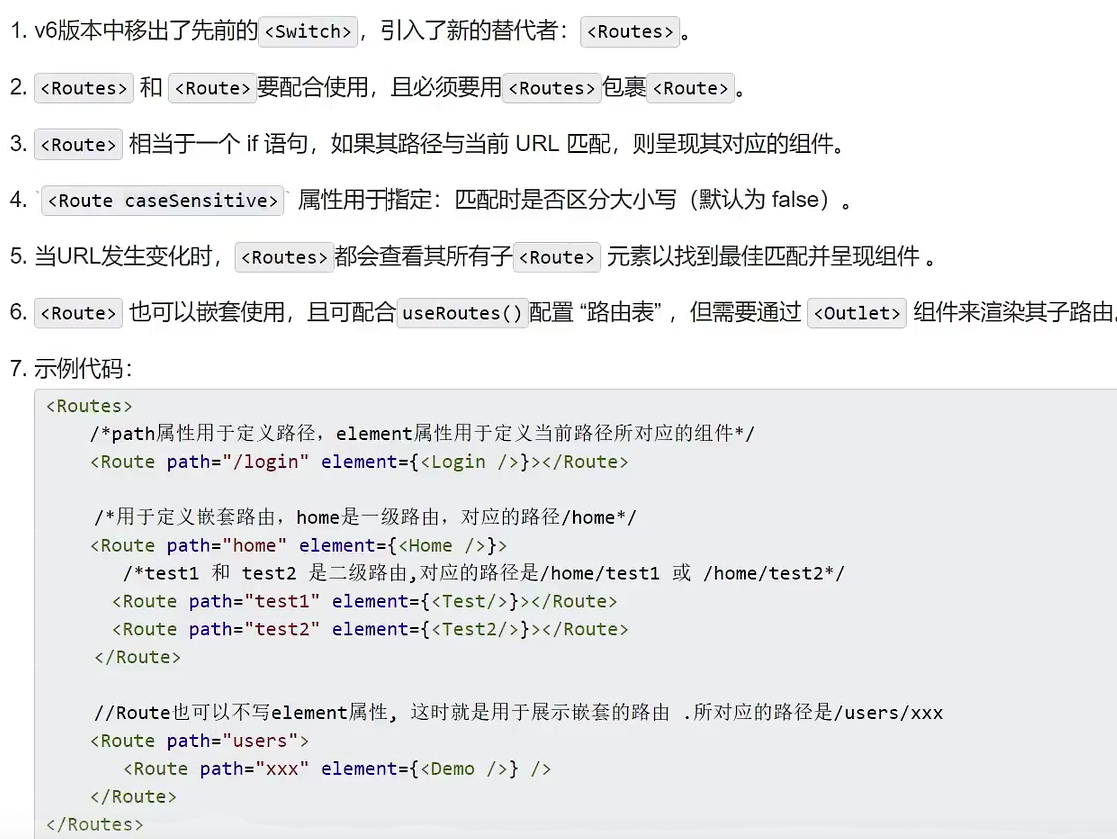 1. v6版本中移出了先前的<Switch>，引入了新的替代者：<Routes>。
2. <Routes> 和 <Route>要配合使用，且必须要用<Routes>包裹<Route>。
3. <Route> 相当于一个 if 语句，如果其路径与当前 URL 匹配，则呈现其对应的组件。
4. `<Route caseSensitive>` 属性用于指定：匹配时是否区分大小写（默认为 false）。
5. 当URL发生变化时，<Routes>都会查看其所有子<Route> 元素以找到最佳匹配并呈现组件 。
6. <Route> 也可以嵌套使用，且可配合useRoutes()配置 “路由表” ，但需要通过 <Outlet> 组件来渲染其子路由。
7. 示例代码：
<Routes>
    /*path属性用于定义路径，element属性用于定义当前路径所对应的组件*/
    <Route path="/login" element={<Login />}></Route>
    /*用于定义嵌套路由，home是一级路由，对应的路径/home*/
    <Route path="home" element={<Home />}>
       /*test1 和 test2 是二级路由,对应的路径是/home/test1 或 /home/test2*/
      <Route path="test1" element={<Test/>}></Route>
      <Route path="test2" element={<Test2/>}></Route>
    </Route>
    //Route也可以不写element属性, 这时就是用于展示嵌套的路由 .所对应的路径是/users/xxx
    <Route path="users">
       <Route path="xxx" element={<Demo />} />
    </Route>
</Routes>